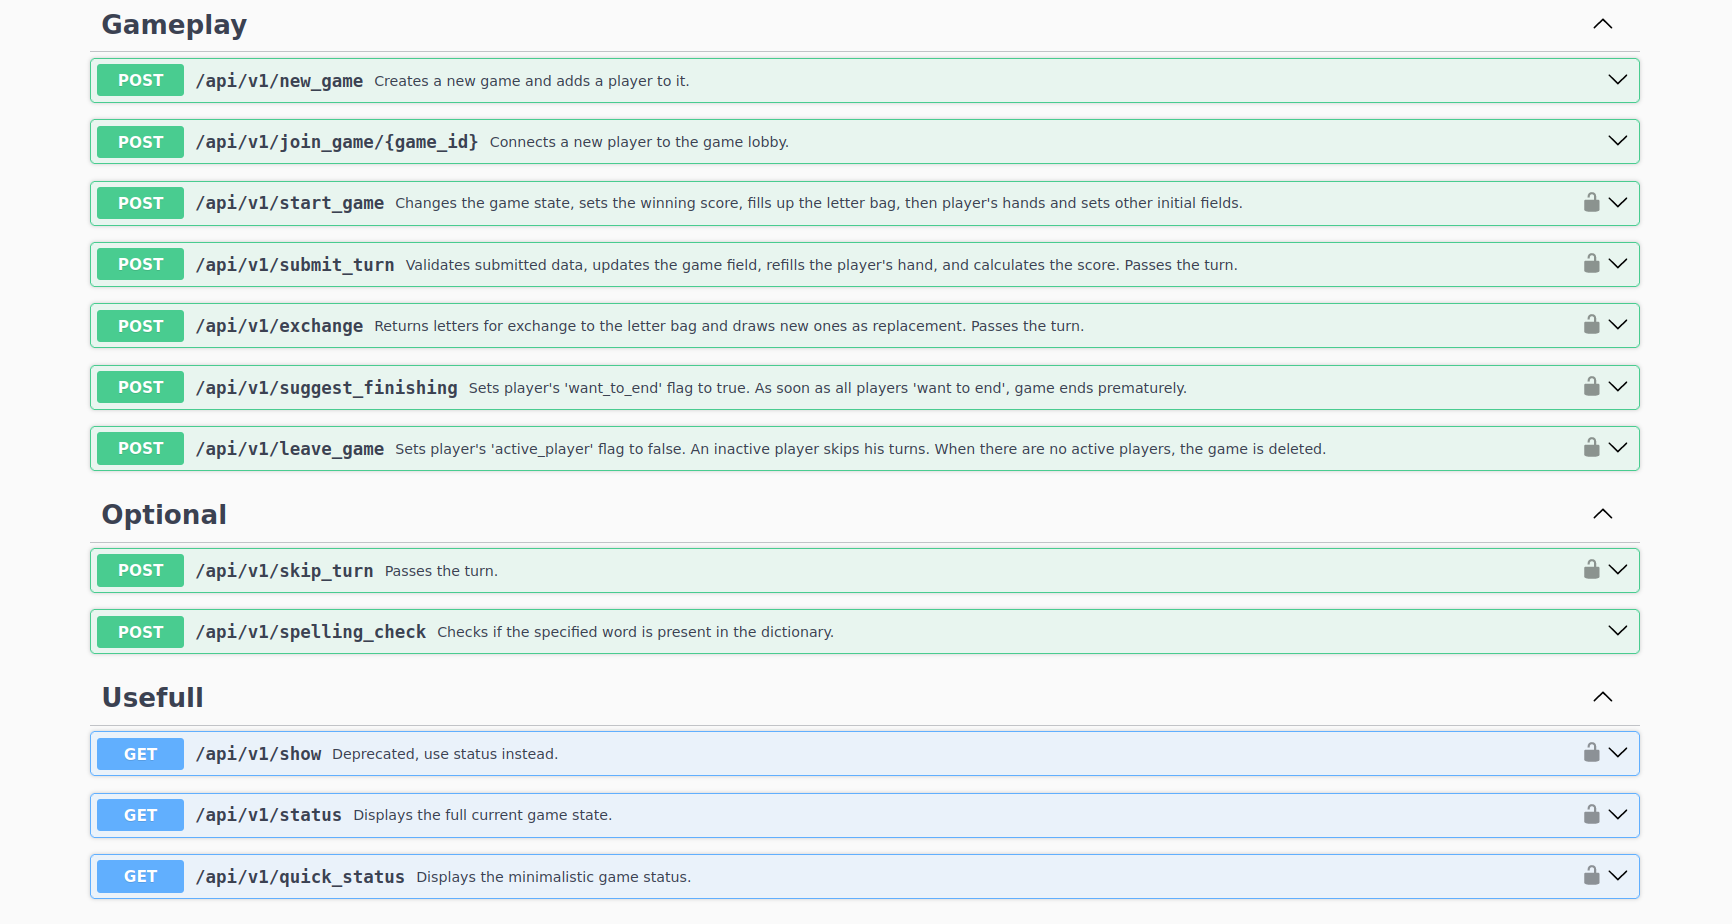 Gameplay
POST /api/v1/new_game Creates a new game and adds a player to it.
POST /api/v1/join_game/{game_id} Connects a new player to the game lobby.
POST /api/v1/start_game Changes the game state, sets the winning score, fills up the letter bag, then player's hands and sets other initial fields.
POST /api/v1/submit_turn Validates submitted data, updates the game field, refills the player's hand, and calculates the score. Passes the turn.
POST /api/v1/exchange Returns letters for exchange to the letter bag and draws new ones as replacement. Passes the turn.
POST /api/v1/suggest_finishing Sets player's 'want_to_end' flag to true. As soon as all players 'want to end', game ends prematurely.
POST /api/v1/leave_game Sets player's 'active_player' flag to false. An inactive player skips his turns. When there are no active players, the game is deleted.
Optional
POST /api/v1/skip_turn Passes the turn.
POST /api/v1/spelling_check Checks if the specified word is present in the dictionary.
Usefull
GET /api/v1/show Deprecated, use status instead.
GET /api/v1/status Displays the full current game state.
GET /api/v1/quick_status Displays the minimalistic game status.